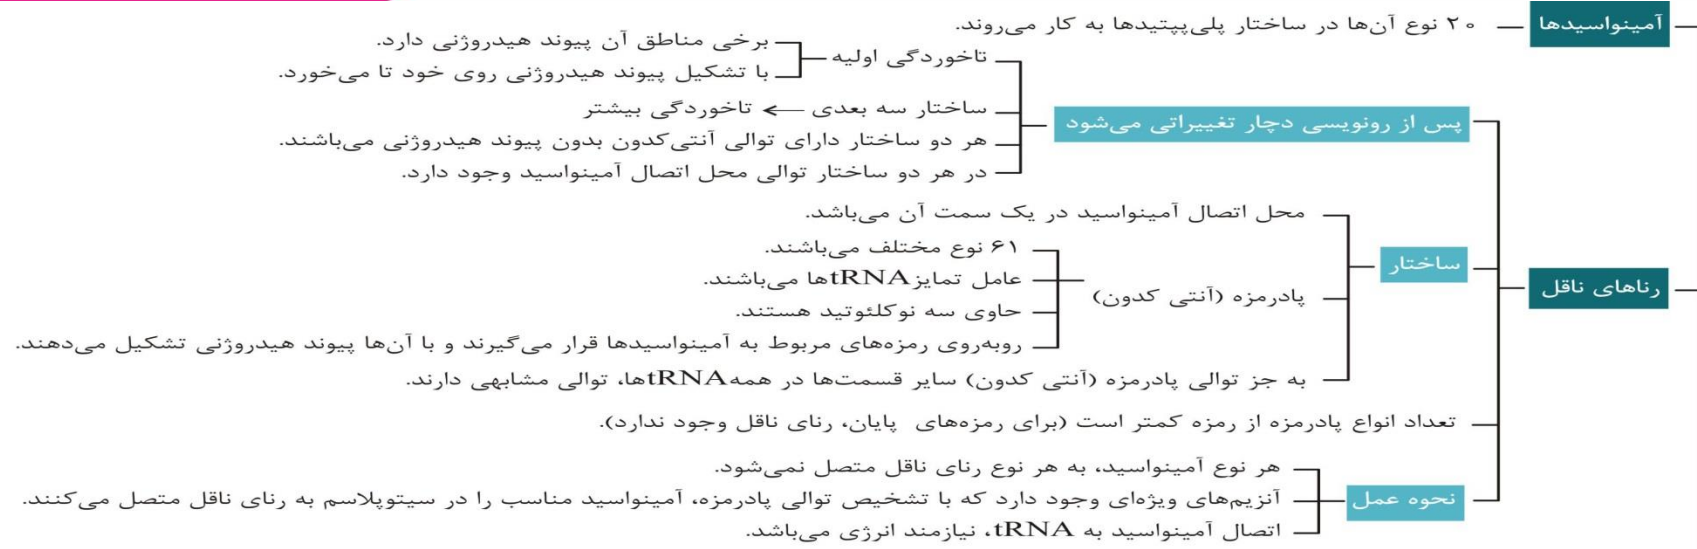 آمینواسیدها
۲۰ نوع آن‌ها در ساختار پلی‌پپتیدها به کار می‌روند.
رناهای ناقل
پس از رونویسی دچار تغییراتی می‌شود
تاخوردگی اولیه
برخی مناطق آن پیوند هیدروژنی دارد.
با تشکیل پیوند هیدروژنی روی خود تا می‌خورد.
ساختار سه بعدی ← تاخوردگی بیشتر
هر دو ساختار دارای توالی آنتی‌کدون بدون پیوند هیدروژنی می‌باشند.
در هر دو ساختار توالی محل اتصال آمینواسید وجود دارد.
ساختار
محل اتصال آمینواسید در یک سمت آن می‌باشد.
پادرمزه (آنتی کدون)
۶۱ نوع مختلف می‌باشند.
عامل تمایز tRNAها می‌باشند.
حاوی سه نوکلئوتید هستند.
روبه‌روی رمزه‌های مربوط به آمینواسیدها قرار می‌گیرند و با آن‌ها پیوند هیدروژنی تشکیل می‌دهند.
به جز توالی پادرمزه (آنتی کدون) سایر قسمت‌ها در همه tRNAها، توالی مشابهی دارند.
تعداد انواع پادرمزه از رمزه کمتر است (برای رمزه‌های پایان، رنای ناقل وجود ندارد).
نحوه عمل
هر نوع آمینواسید، به هر نوع رنای ناقل متصل نمی‌شود.
آنزیم‌های ویژه‌ای وجود دارد که با تشخیص توالی پادرمزه، آمینواسید مناسب را در سیتوپلاسم به رنای ناقل متصل می‌کنند.
اتصال آمینواسید به tRNA، نیازمند انرژی می‌باشد.